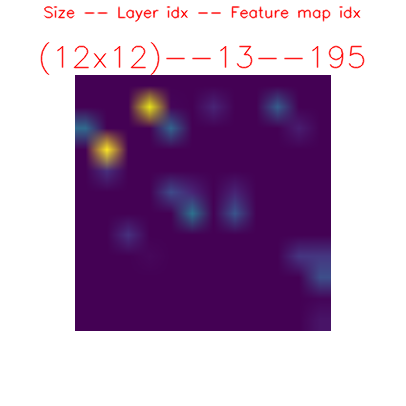 Size -- Layer idx -- Feature map idx
(12x12)--13--195